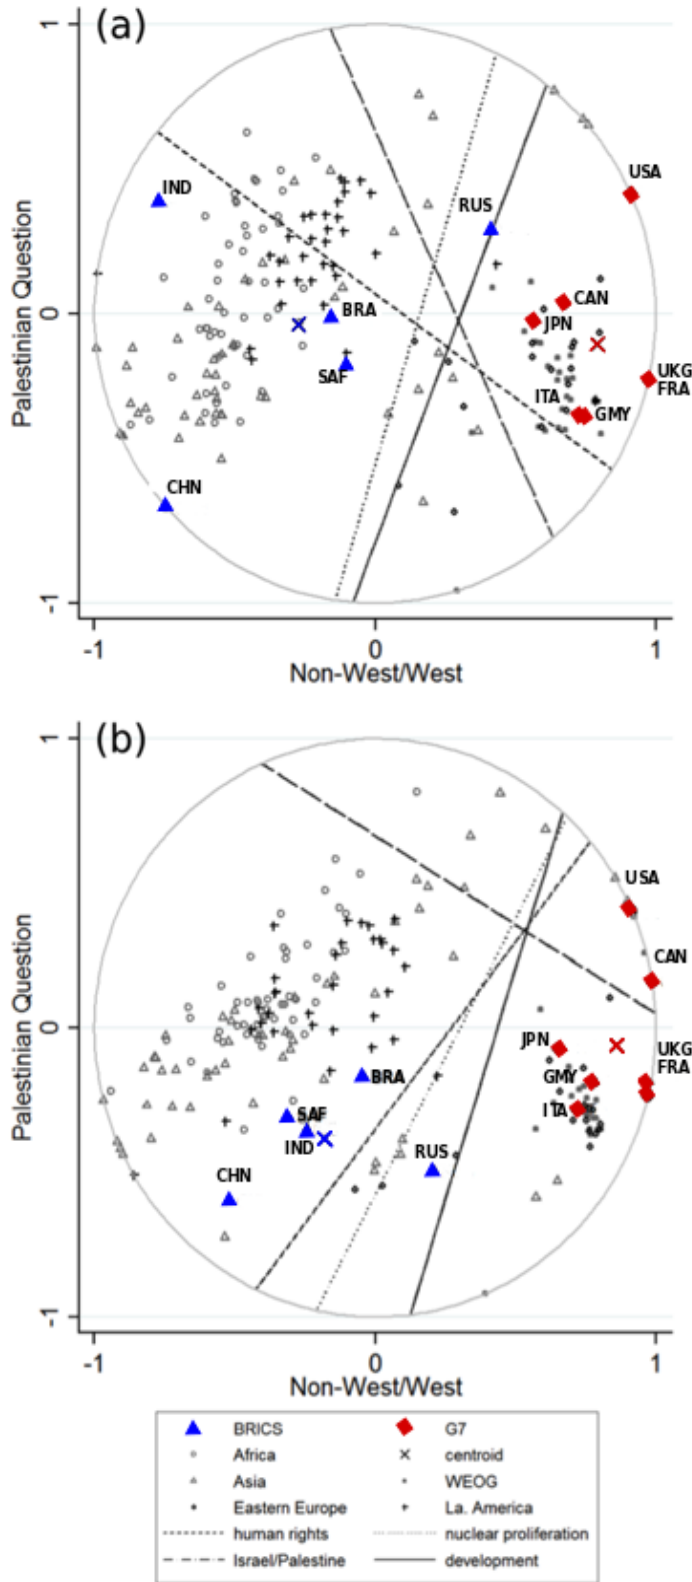 (a)
1
0
-1
Palestinian Question
IND
RUS
USA
CAN
JPN
BRA
SAF
UKG
FRA
ITA
GMY
CHN
-1
0
1
Non-West/West
(b)
1
0
-1
Palestinian Question
USA
CAN
JPN
UKG
FRA
GMY
ITA
BRA
SAF
IND
RUS
CHN
-1
0
1
Non-West/West
BRICS
G7
Africa
centroid
Asia
WEOG
Eastern Europe
La. America
human rights
nuclear proliferation
Israel/Palestine
development